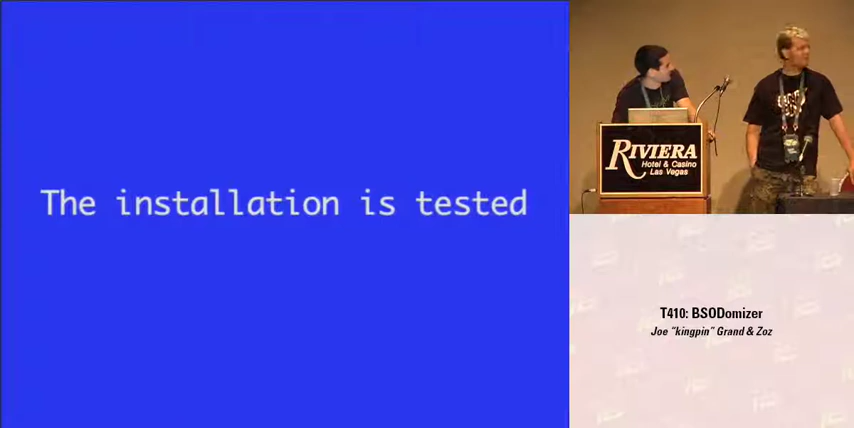 The installation is tested
RIVIERA
Hotel & Casino
Las Vegas
T410: BSODomizer
Joe "kingpin" Grand & Zoz